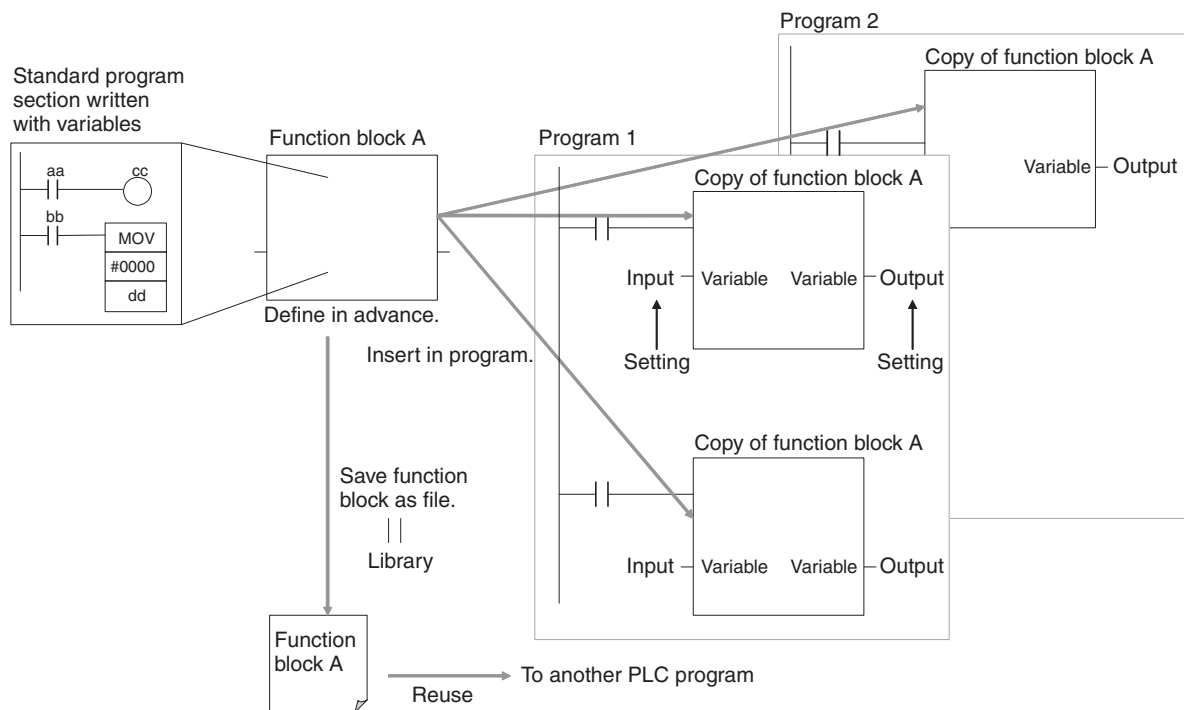 Program 2
Copy of function block A
Variable
Output
Standard program
section written
with variables
aa
cc
bb
MOV
#0000
dd
Function block A
Define in advance.
Insert in program.
Program 1
Copy of function block A
Input
Variable
Variable
Output
Setting
Setting
Copy of function block A
Input
Variable
Variable
Output
Save function
block as file.
Library
Function
block A
Reuse
To another PLC program